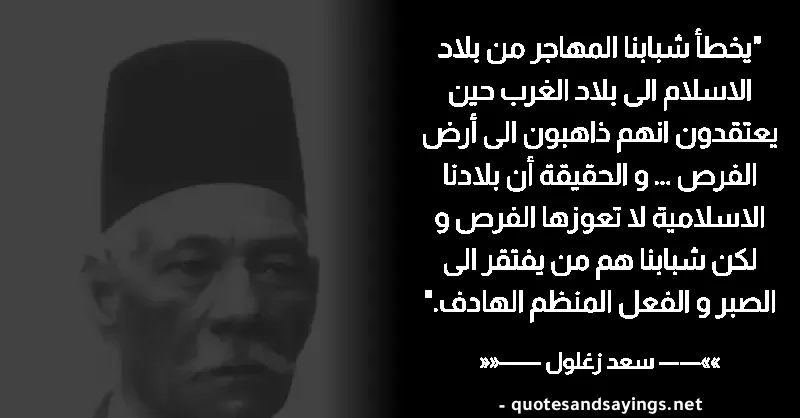 "يخطأ شبابنا المهاجر من بلاد
الاسلام الى بلاد الغرب حين
يعتقدون انهم ذاهبون الى أرض
الفرص ... و الحقيقة أن بلادنا
الاسلامية لا تعوزها الفرص و
لكن شبابنا هم من يفتقر الى
الصبر و الفعل المنظم الهادف."
»»—— سعد زغلول ——««
- quotesandsayings.net